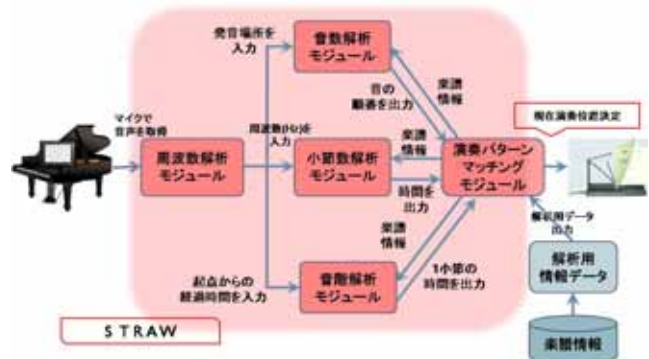 発音場所を
入力
音数解析
モジュール
楽譜
情報
音の
順番を出力
マイクで
音声を取得
周波数(Hz)を
入力
楽譜
情報
現在演奏位置決定
周波数解析
モジュール
小節数解析
モジュール
演奏パターン
マッチング
モジュール
時間を
出力
楽譜
情報
解析用データ
出力
起点からの
経過時間を入力
音階解析
モジュール
1小節の
時間を出力
解析用
情報データ
STRAW
楽譜情報